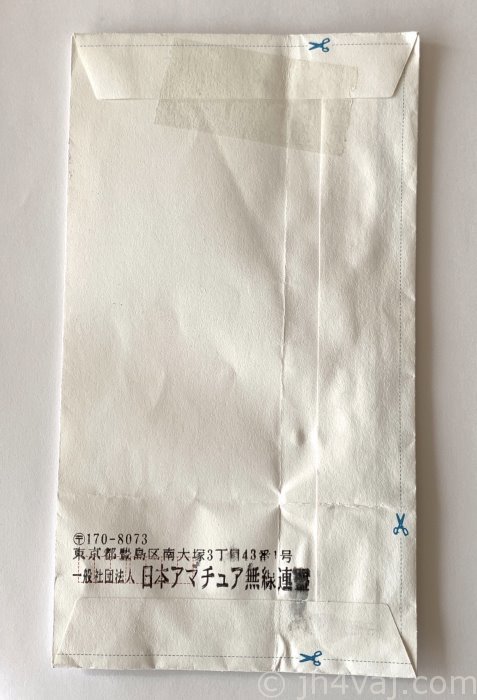 〒170-8073
東京都豊島区南大塚3丁目43番1号
一般社団法人 日本アマチュア無線連盟
© jh4vaj.com